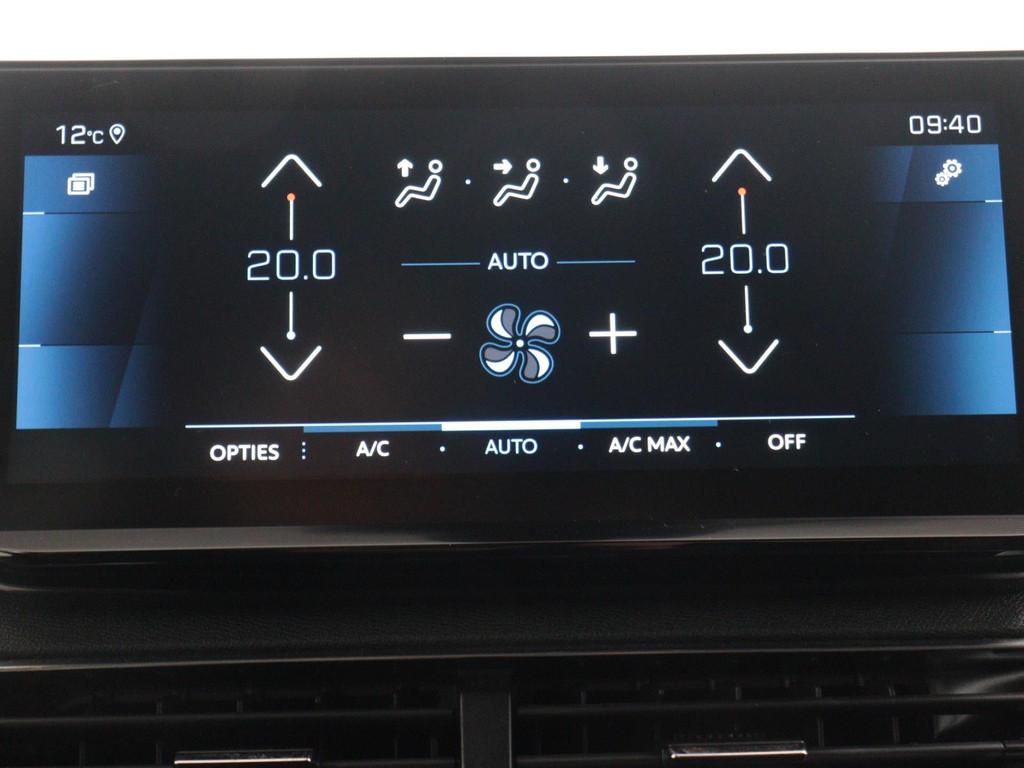 12°C
09:40
20.0
20.0
AUTO
OPTIES A/C AUTO A/C MAX OFF